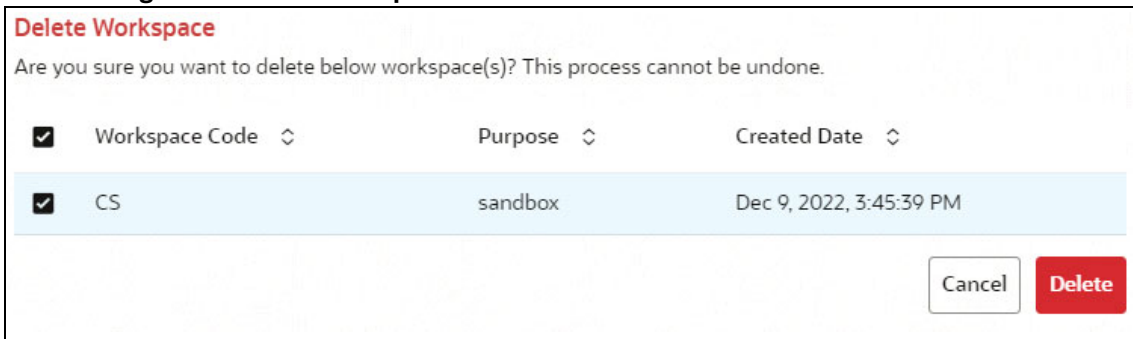 Delete Workspace
Are you sure you want to delete below workspace(s)? This process cannot be undone.
Workspace Code Purpose Created Date
CS sandbox Dec 9, 2022, 3:45:39 PM
Cancel Delete